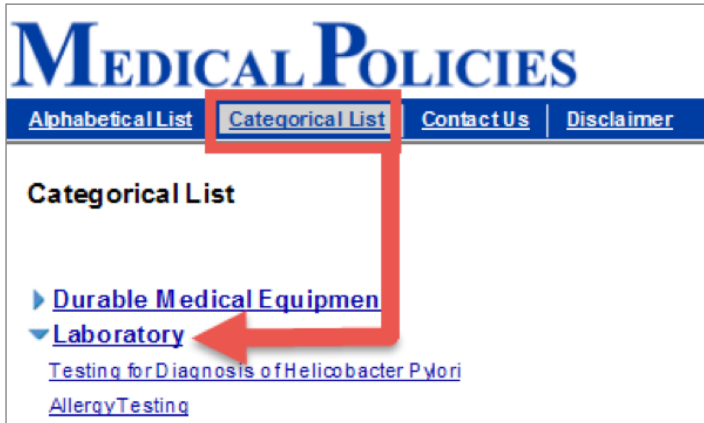 MEDICAL POLICIES
Alphabetical List Categorical List Contact Us Disclaimer
Categorical List
Durable Medical Equipmen
Laboratory
Testing for Diagnosis of Helicobacter Pylori
Allergy Testing